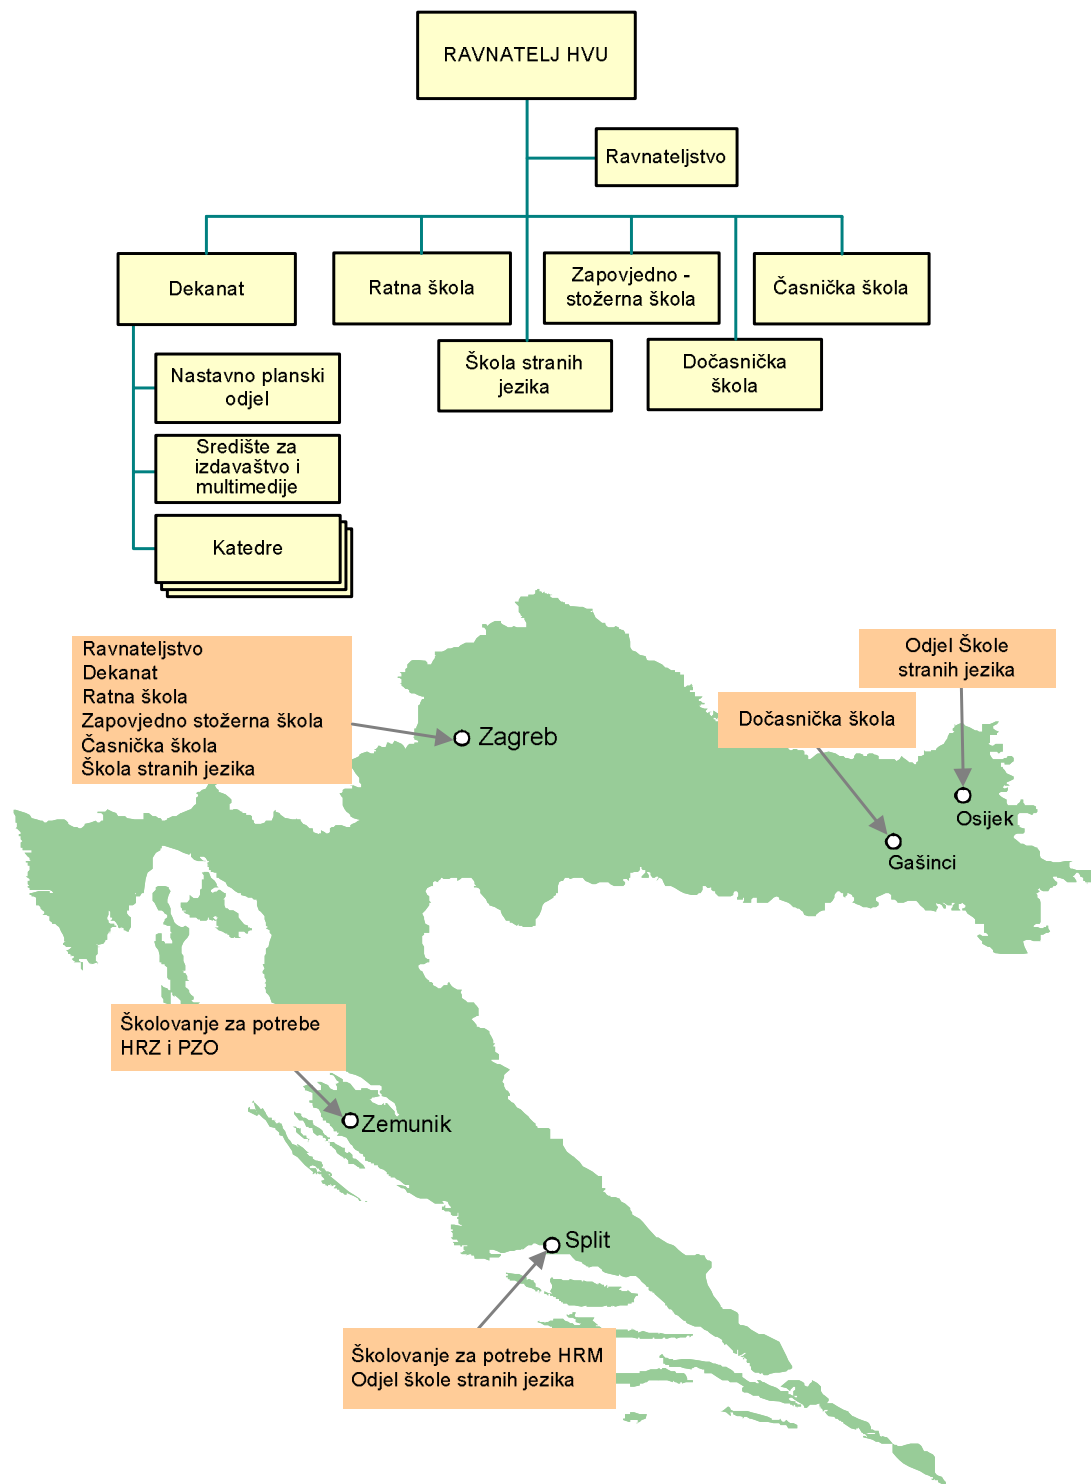 RAVNATELJ HVU
Ravnateljstvo
Dekanat
Ratna škola
Zapovjedno -
stožerna škola
Časnička škola
Škola stranih
jezika
Dočasnička
škola
Nastavno planski
odjel
Središte za
izdavaštvo i
multimedije
Katedre
Ravnateljstvo
Dekanat
Ratna škola
Zapovjedno stožerna škola
Časnička škola
Škola stranih jezika
Zagreb
Odjel Škole
stranih jezika
Dočasnička škola
Osijek
Gašinci
Školovanje za potrebe
HRZ i PZO
Zemunik
Split
Školovanje za potrebe HRM
Odjel škole stranih jezika